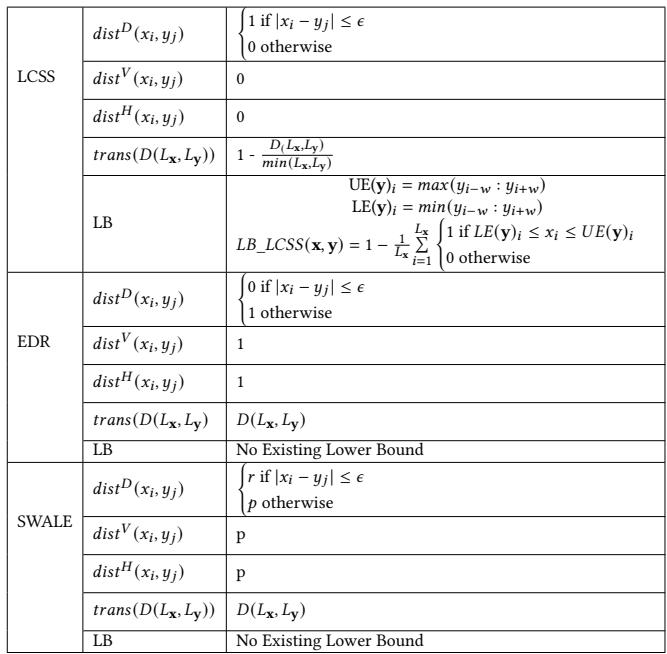 LCSS
dist^D(x_i, y_j)
{1 if |x_i − y_j| ≤ ϵ
0 otherwise
dist^V(x_i, y_j) 0
dist^H(x_i, y_j) 0
trans(D(L_x, L_y)) 1 - D_(L_x,L_y) / min(L_x,L_y)
LB
UE(y)_i = max(y_{i−w} : y_{i+w})
LE(y)_i = min(y_{i−w} : y_{i+w})
LB_LCSS(x, y) = 1 − 1/L_x ∑_{i=1}^{L_x} {1 if LE(y)_i ≤ x_i ≤ UE(y)_i
0 otherwise
EDR
dist^D(x_i, y_j)
{0 if |x_i − y_j| ≤ ϵ
1 otherwise
dist^V(x_i, y_j) 1
dist^H(x_i, y_j) 1
trans(D(L_x, L_y) D(L_x, L_y)
LB No Existing Lower Bound
SWALE
dist^D(x_i, y_j)
{r if |x_i − y_j| ≤ ϵ
p otherwise
dist^V(x_i, y_j) p
dist^H(x_i, y_j) p
trans(D(L_x, L_y)) D(L_x, L_y)
LB No Existing Lower Bound